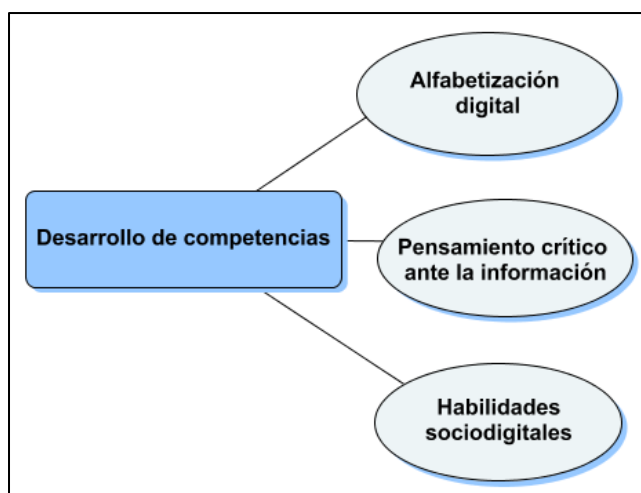 Alfabetización
digital
Desarrollo de competencias
Pensamiento crítico
ante la información
Habilidades
sociodigitales